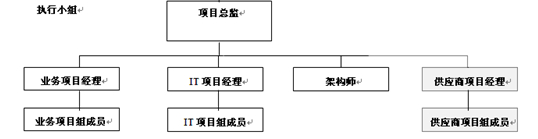 执行小组
项目总监
业务项目经理
IT 项目经理
架构师
供应商项目经理
业务项目组成员
IT 项目组成员
供应商项目组成员